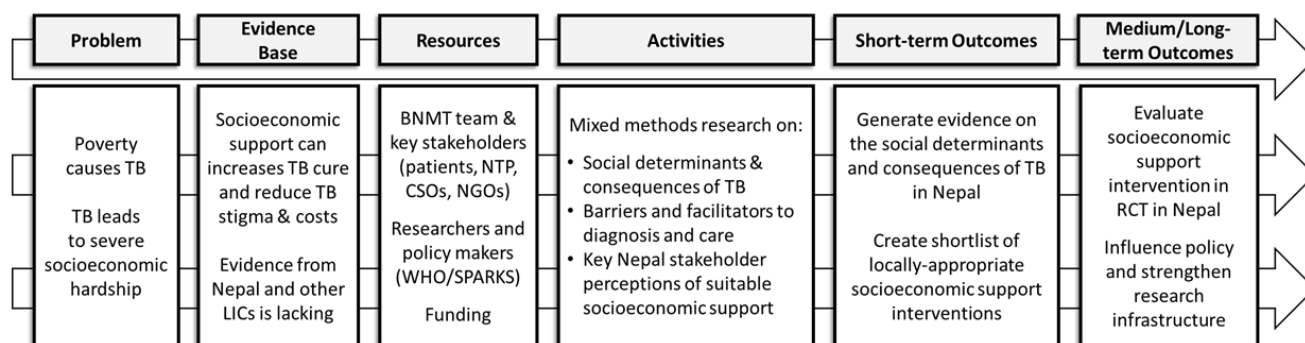 Problem
Evidence
Base
Resources
Activities
Short-term Outcomes
Medium/Long-
term Outcomes
Poverty
causes TB
TB leads
to severe
socioeconomic
hardship
Socioeconomic
support can
increases TB cure
and reduce TB
stigma & costs
Evidence from
Nepal and other
LICs is lacking
BNMT team &
key stakeholders
(patients, NTP,
CSOs, NGOs)
Researchers and
policy makers
(WHO/SPARKS)
Funding
Mixed methods research on:
• Social determinants &
consequences of TB
• Barriers and facilitators to
diagnosis and care
• Key Nepal stakeholder
perceptions of suitable
socioeconomic support
Generate evidence on
the social determinants
and consequences of TB
in Nepal
Create shortlist of
locally-appropriate
socioeconomic support
interventions
Evaluate
socioeconomic
support
intervention in
RCT in Nepal
Influence policy
and strengthen
research
infrastructure